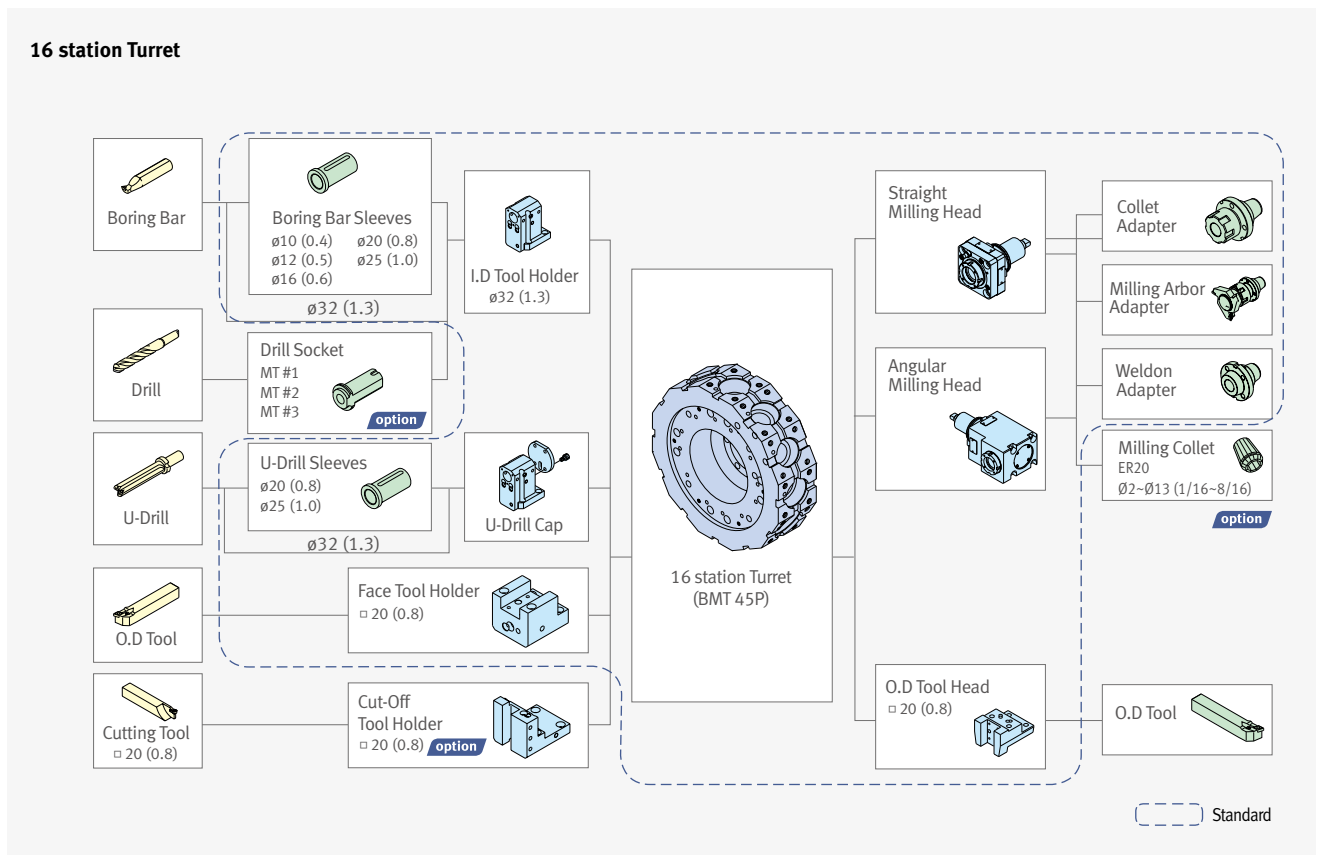 16 station Turret
Boring Bar
Boring Bar Sleeves
ø10 (0.4) ø20 (0.8)
ø12 (0.5) ø25 (1.0)
ø16 (0.6)
ø32 (1.3)
I.D Tool Holder
ø32 (1.3)
Drill
Drill Socket
MT #1
MT #2
MT #3
option
U-Drill
U-Drill Sleeves
ø20 (0.8)
ø25 (1.0)
ø32 (1.3)
U-Drill Cap
O.D Tool
Face Tool Holder
□ 20 (0.8)
Cutting Tool
□ 20 (0.8)
Cut-Off
Tool Holder
□ 20 (0.8) option
16 station Turret
(BMT 45P)
Straight
Milling Head
Angular
Milling Head
O.D Tool Head
□ 20 (0.8)
Collet
Adapter
Milling Arbor
Adapter
Weldon
Adapter
Milling Collet
ER20
Ø2~Ø13 (1/16~8/16)
option
O.D Tool
Standard